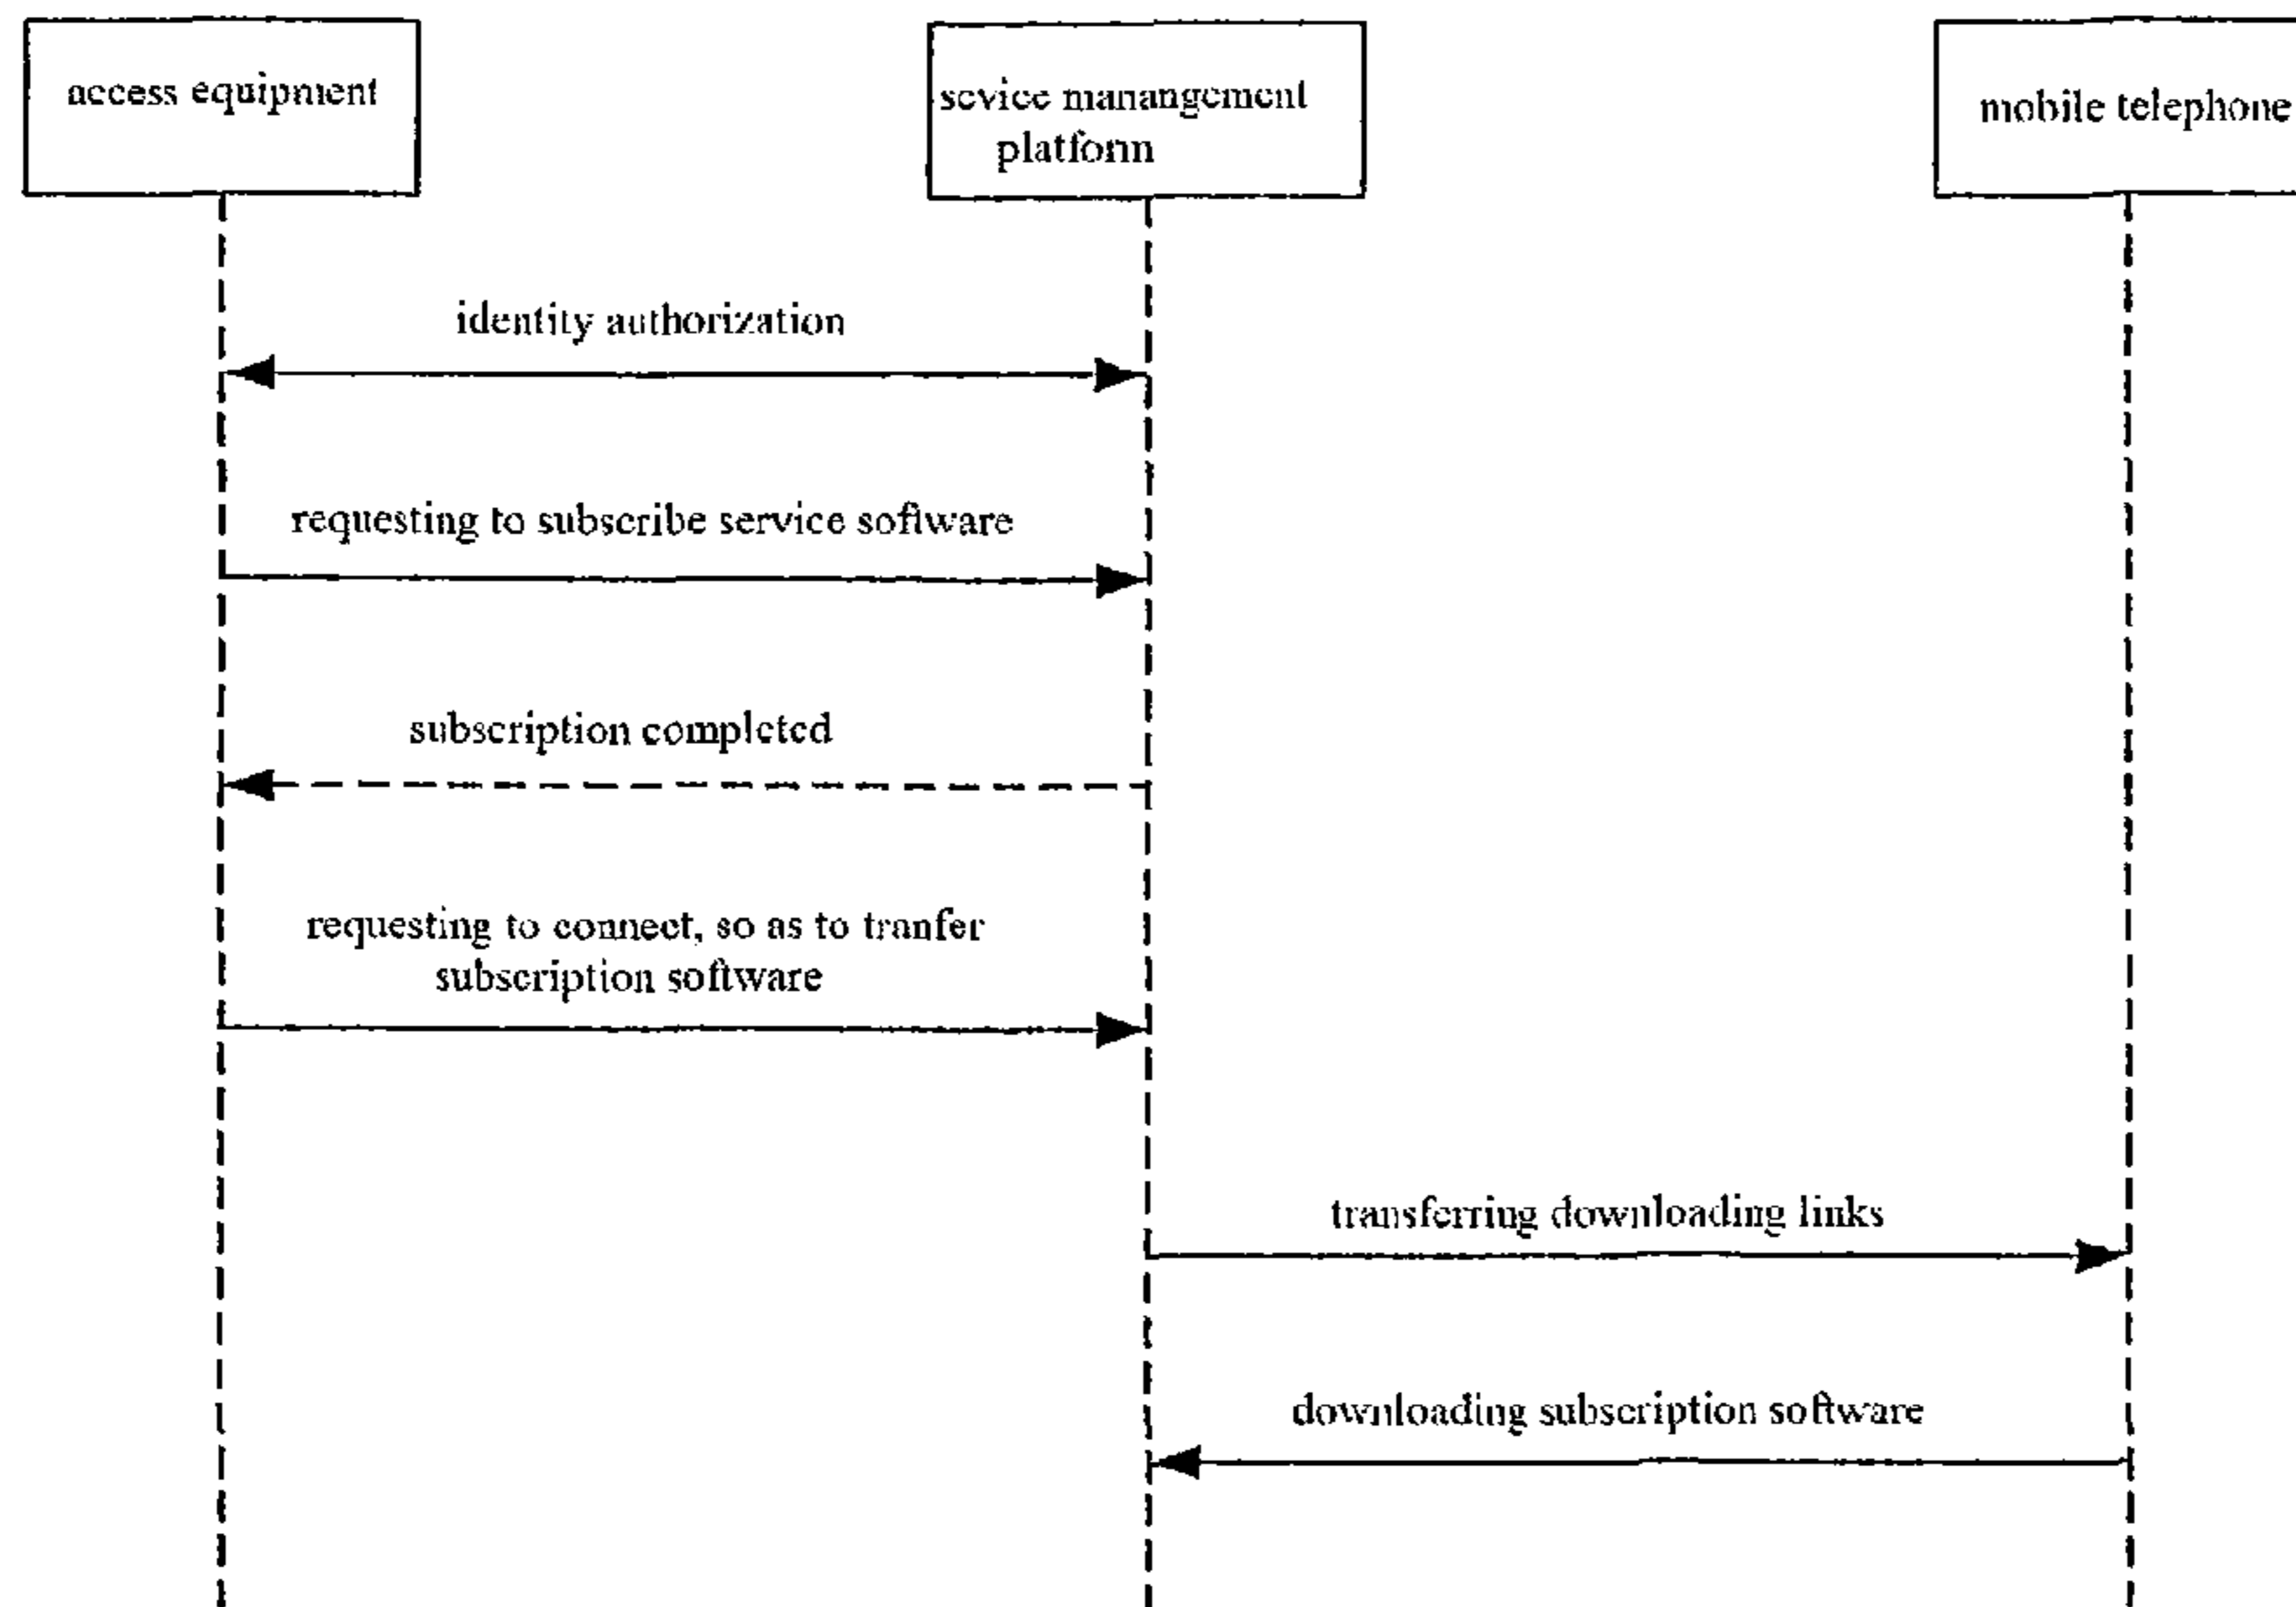 access equipment
sevice manangement
platform
mobile telephone
identity authorization
requesting to subscribe service software
subscription completed
requesting to connect, so as to tranfer
subscription software
transferring downloading links
downloading subscription software